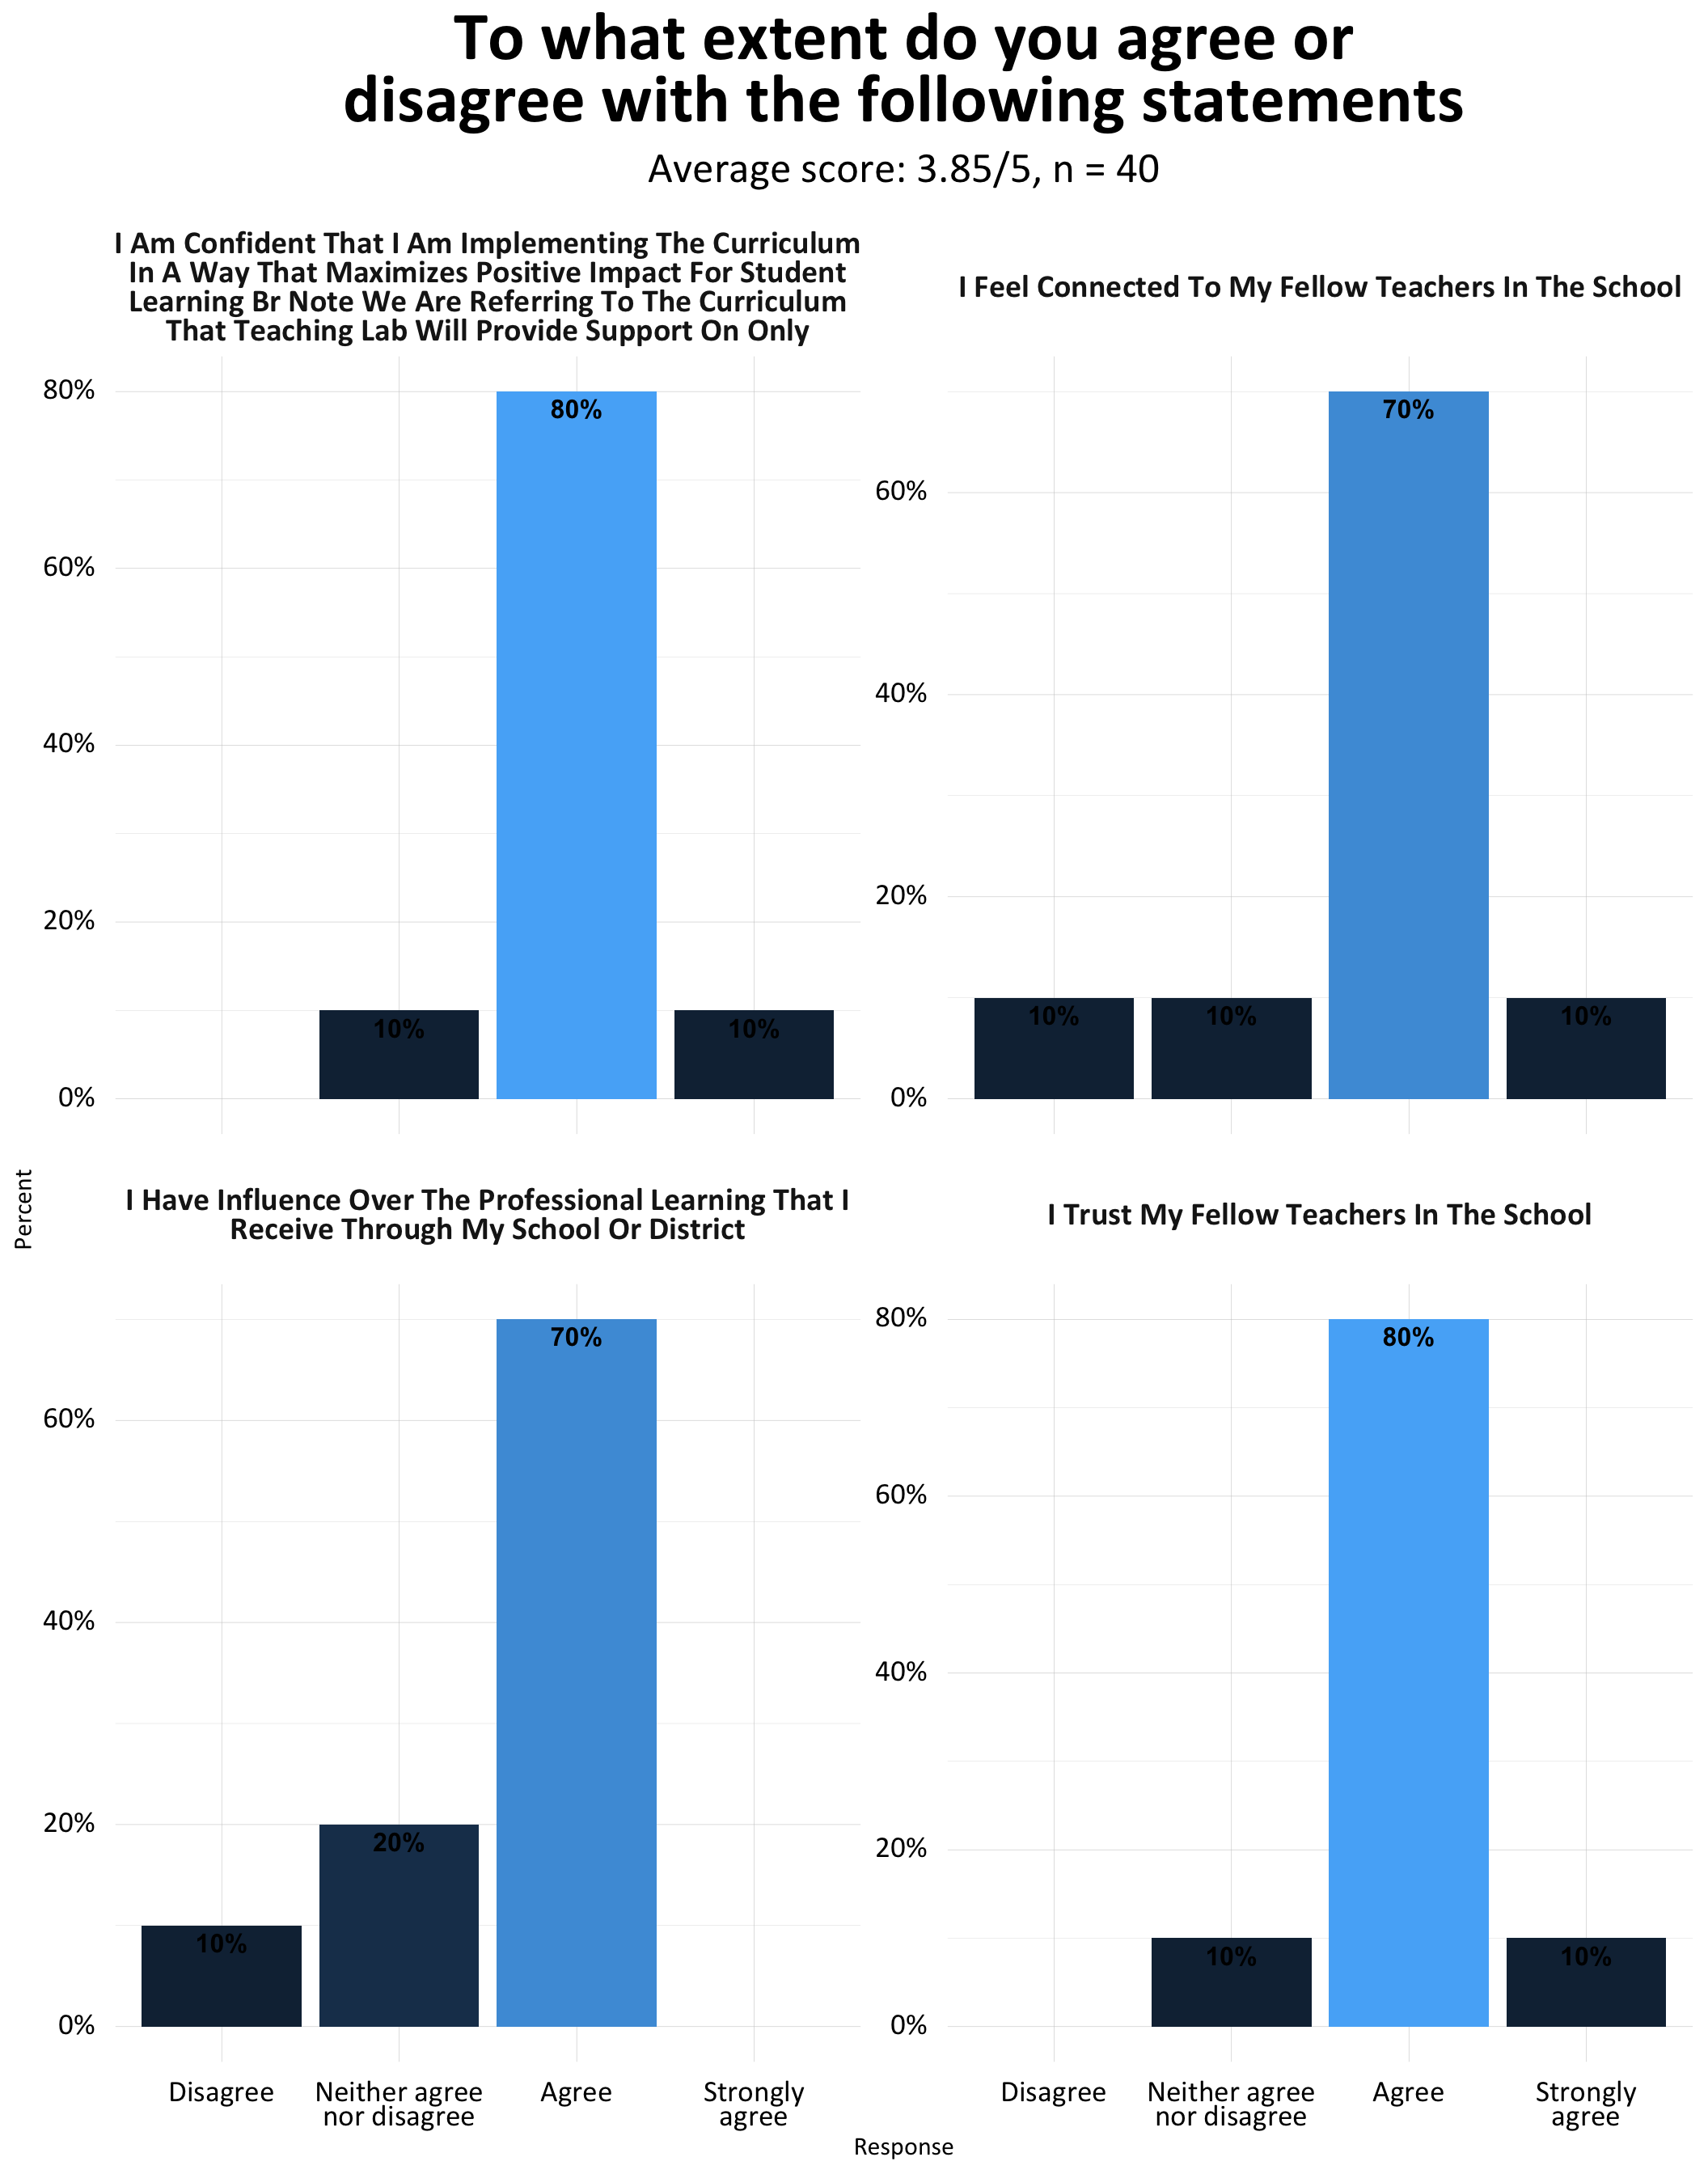 To what extent do you agree or
disagree with the following statements
Average score: 3.85/5, n = 40
I Am Confident That I Am Implementing The Curriculum
In A Way That Maximizes Positive Impact For Student
Learning Br Note We Are Referring To The Curriculum
That Teaching Lab Will Provide Support On Only
80%
60%
40%
20%
0%
10%
80%
10%
I Feel Connected To My Fellow Teachers In The School
60%
40%
20%
0%
10%
10%
70%
10%
Percent
I Have Influence Over The Professional Learning That I
Receive Through My School Or District
60%
40%
20%
0%
10%
20%
70%
Disagree
Neither agree
nor disagree
Agree
Strongly
agree
I Trust My Fellow Teachers In The School
80%
60%
40%
20%
0%
10%
80%
10%
Disagree
Neither agree
nor disagree
Agree
Strongly
agree
Response